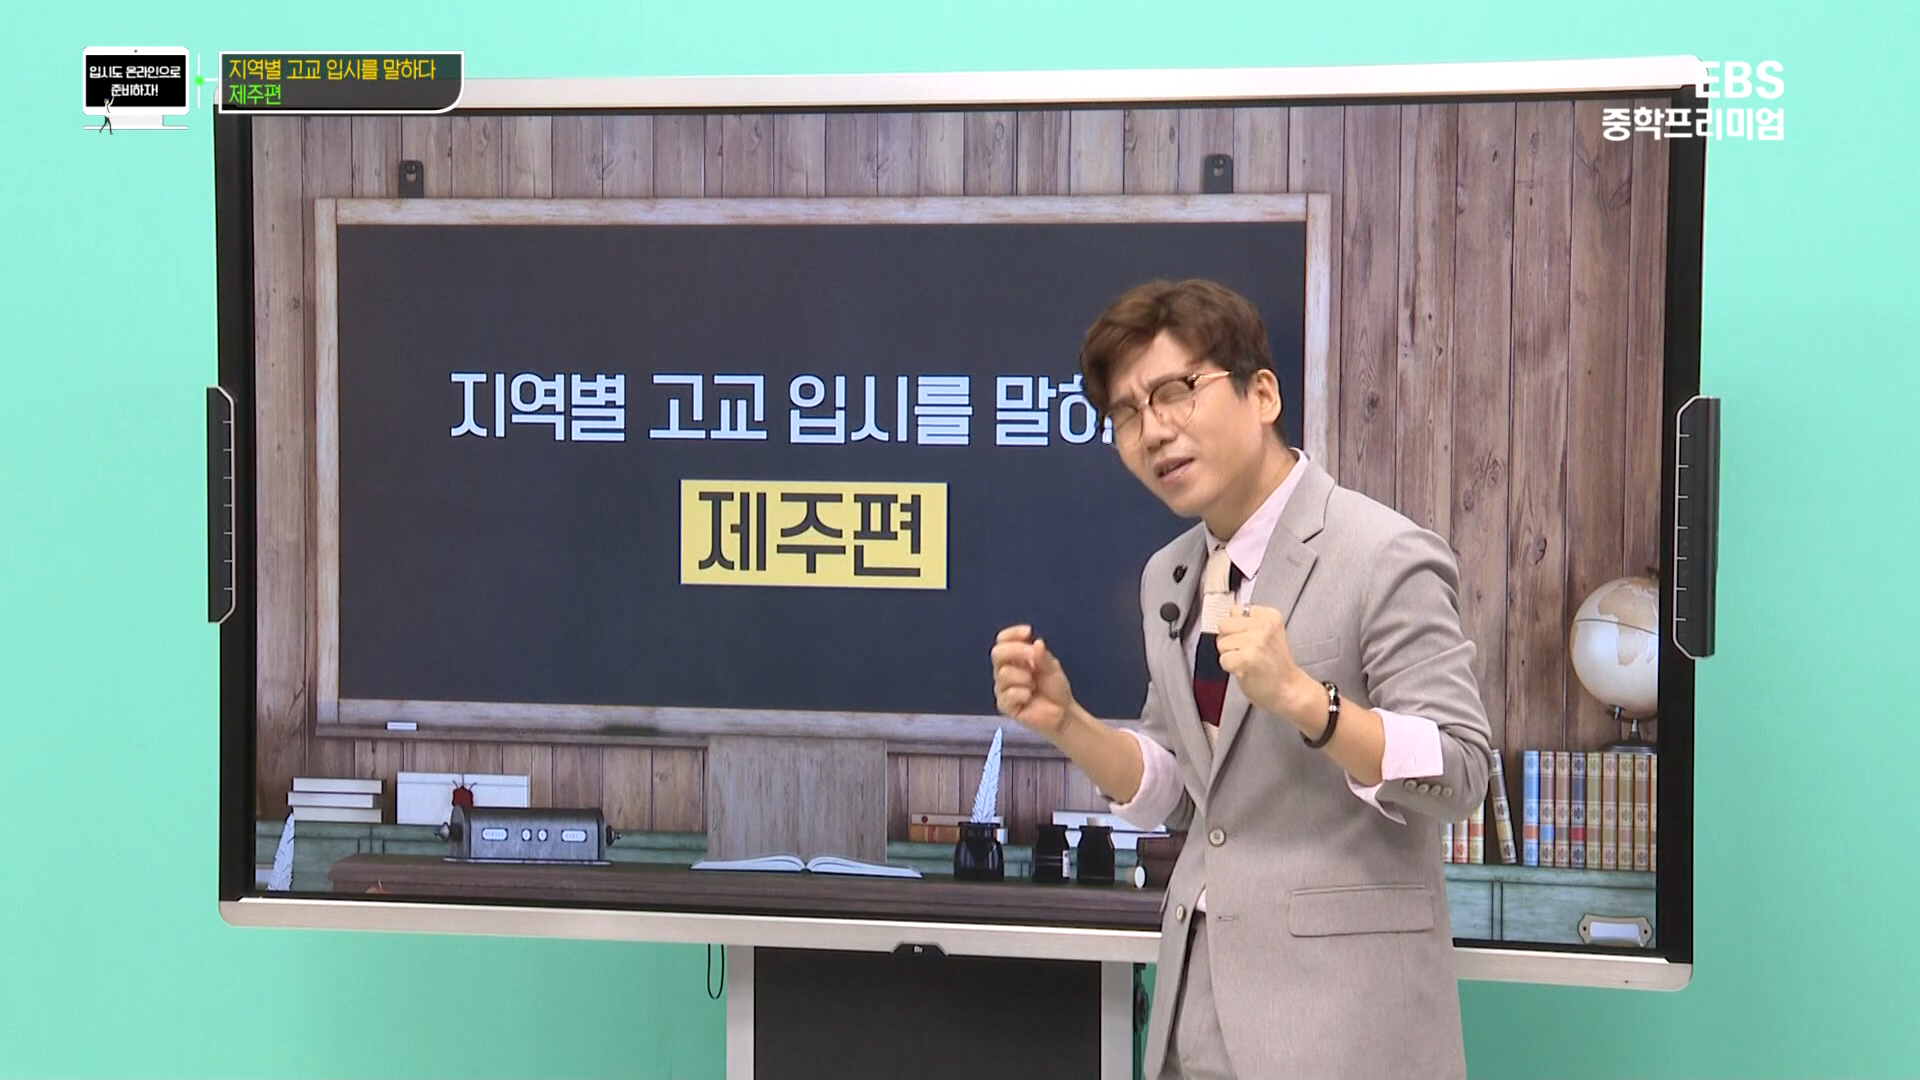 입시도 온라인으로
준비하자!
지역별 고교 입시를 말하다
제주편
EBS
중학프리미엄
지역별 고교 입시를 말하
제주편